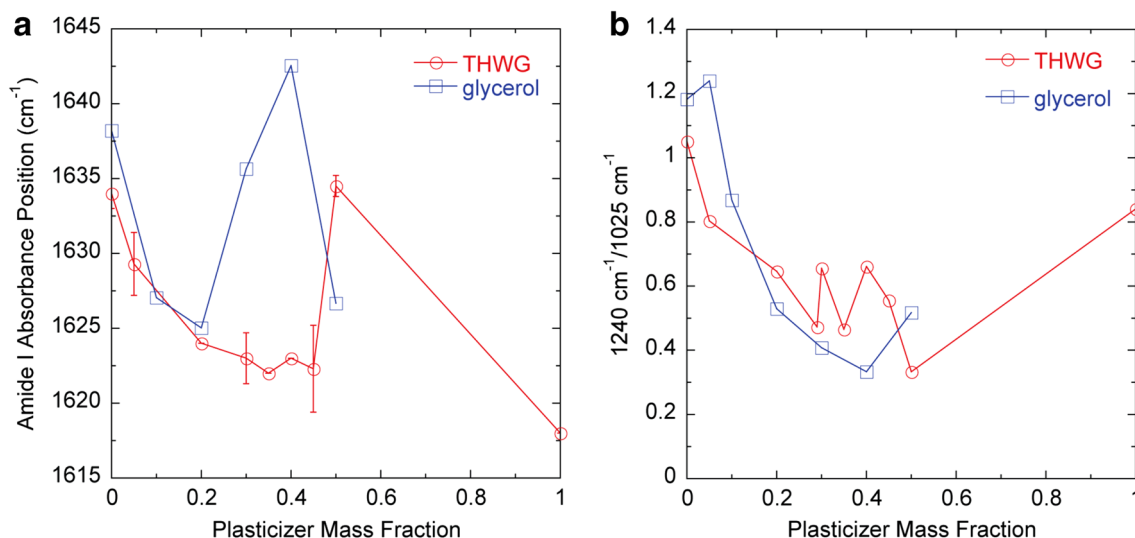 a
1645
1640
1635
1630
1625
1620
1615
Amide I Absorbance Position (cm-1)
THWG
glycerol
0
0.2
0.4
0.6
0.8
1
Plasticizer Mass Fraction
b
1.4
1.2
1
0.8
0.6
0.4
0.2
0
1240 cm-1/1025 cm-1
THWG
glycerol
0
0.2
0.4
0.6
0.8
1
Plasticizer Mass Fraction